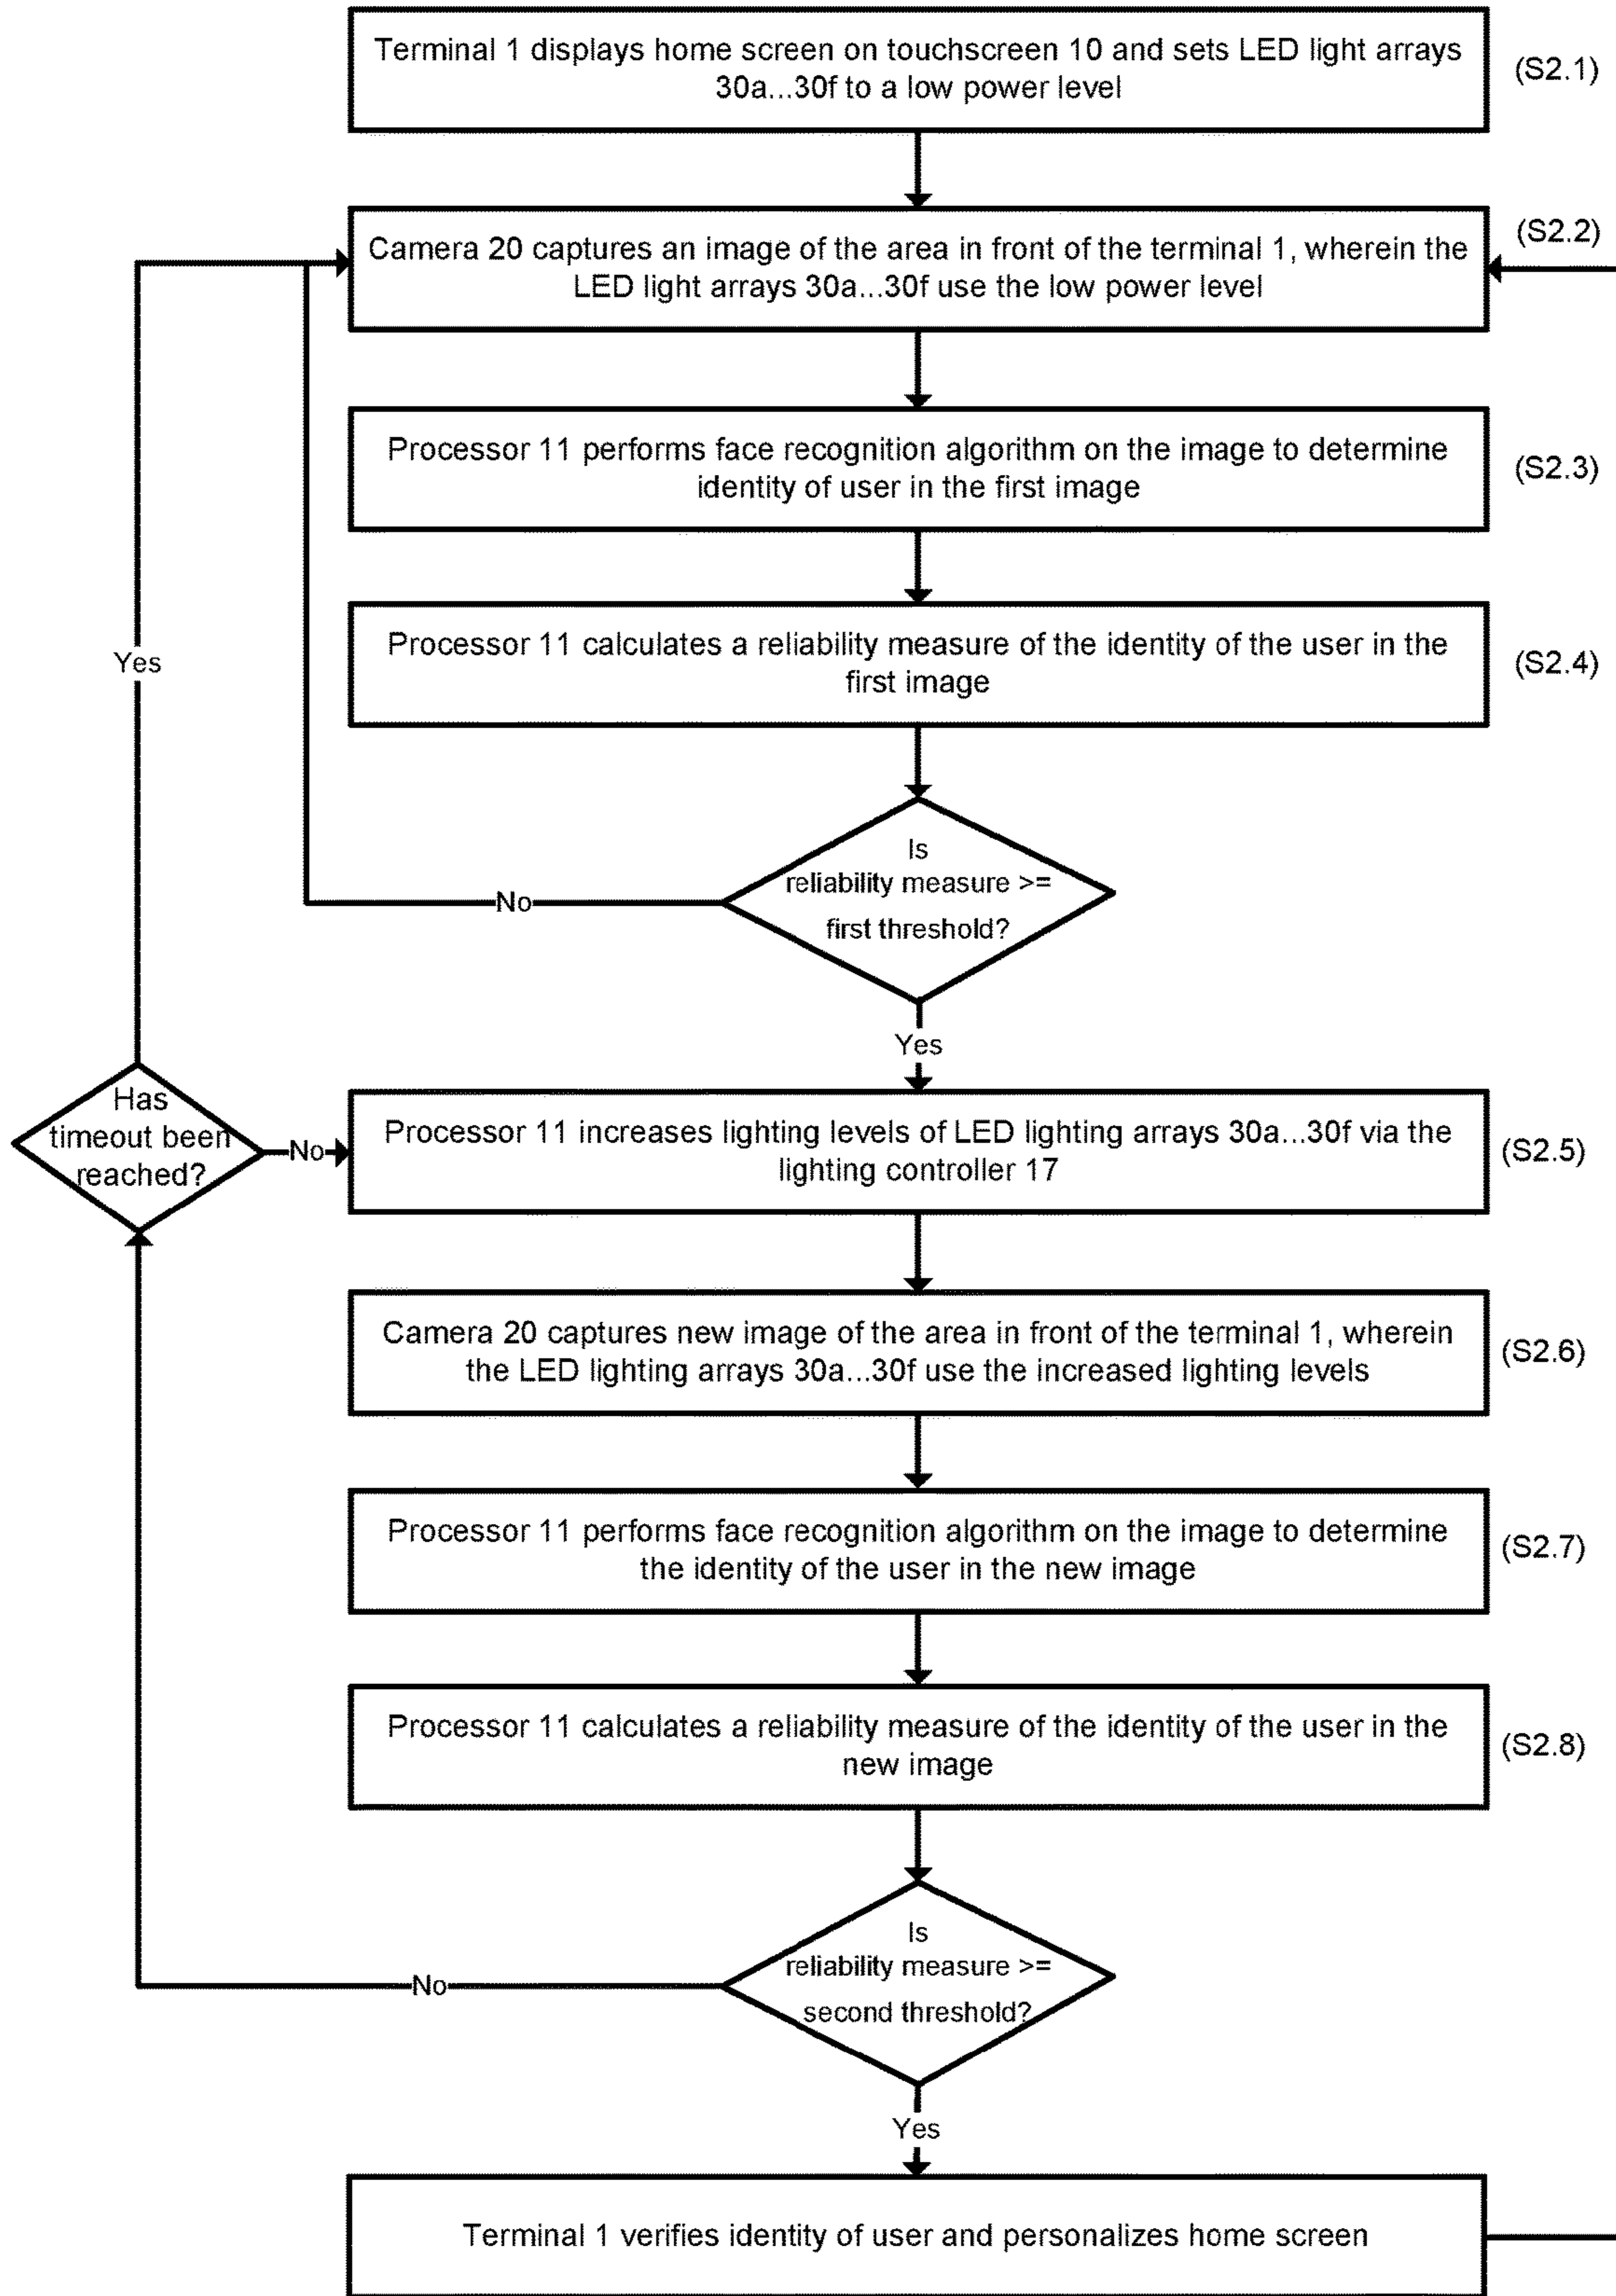 Terminal 1 displays home screen on touchscreen 10 and sets LED light arrays
30a...30f to a low power level
(S2.1)
Camera 20 captures an image of the area in front of the terminal 1, wherein the
LED light arrays 30a...30f use the low power level
(S2.2)
Processor 11 performs face recognition algorithm on the image to determine
identity of user in the first image
(S2.3)
Processor 11 calculates a reliability measure of the identity of the user in the
first image
(S2.4)
Yes
Is
reliability measure >=
first threshold?
No
Yes
Has
timeout been
reached?
No
Processor 11 increases lighting levels of LED lighting arrays 30a...30f via the
lighting controller 17
(S2.5)
Camera 20 captures new image of the area in front of the terminal 1, wherein
the LED lighting arrays 30a...30f use the increased lighting levels
(S2.6)
Processor 11 performs face recognition algorithm on the image to determine
the identity of the user in the new image
(S2.7)
Processor 11 calculates a reliability measure of the identity of the user in the
new image
(S2.8)
Is
reliability measure >=
second threshold?
No
Yes
Terminal 1 verifies identity of user and personalizes home screen